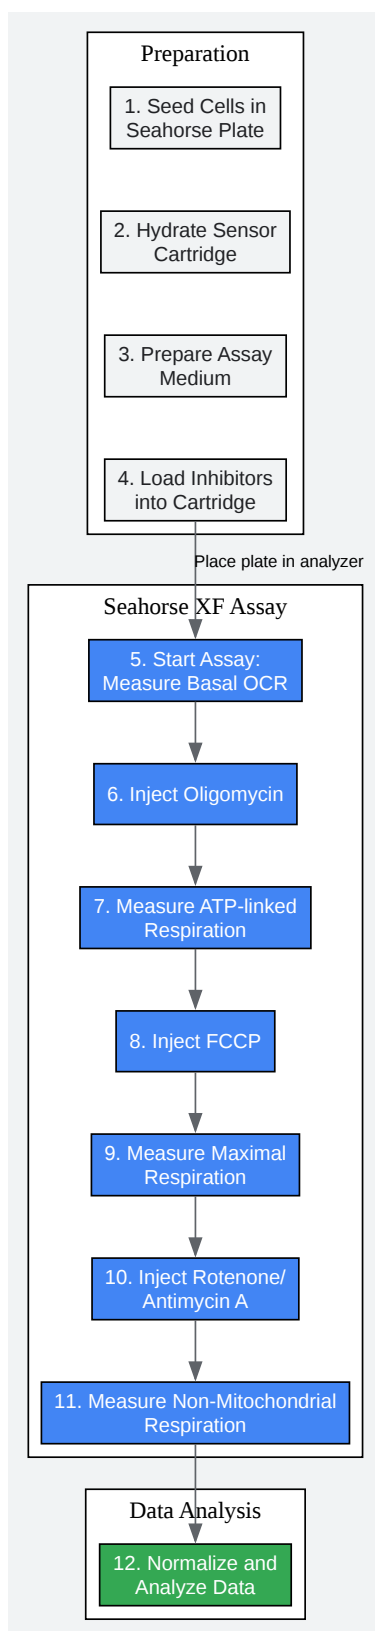 Preparation
1. Seed Cells in
Seahorse Plate
2. Hydrate Sensor
Cartridge
3. Prepare Assay
Medium
4. Load Inhibitors
into Cartridge
Place plate in analyzer
Seahorse XF Assay
5. Start Assay:
Measure Basal OCR
6. Inject Oligomycin
7. Measure ATP-linked
Respiration
8. Inject FCCP
9. Measure Maximal
Respiration
10. Inject Rotenone/
Antimycin A
11. Measure Non-Mitochondrial
Respiration
Data Analysis
12. Normalize and
Analyze Data